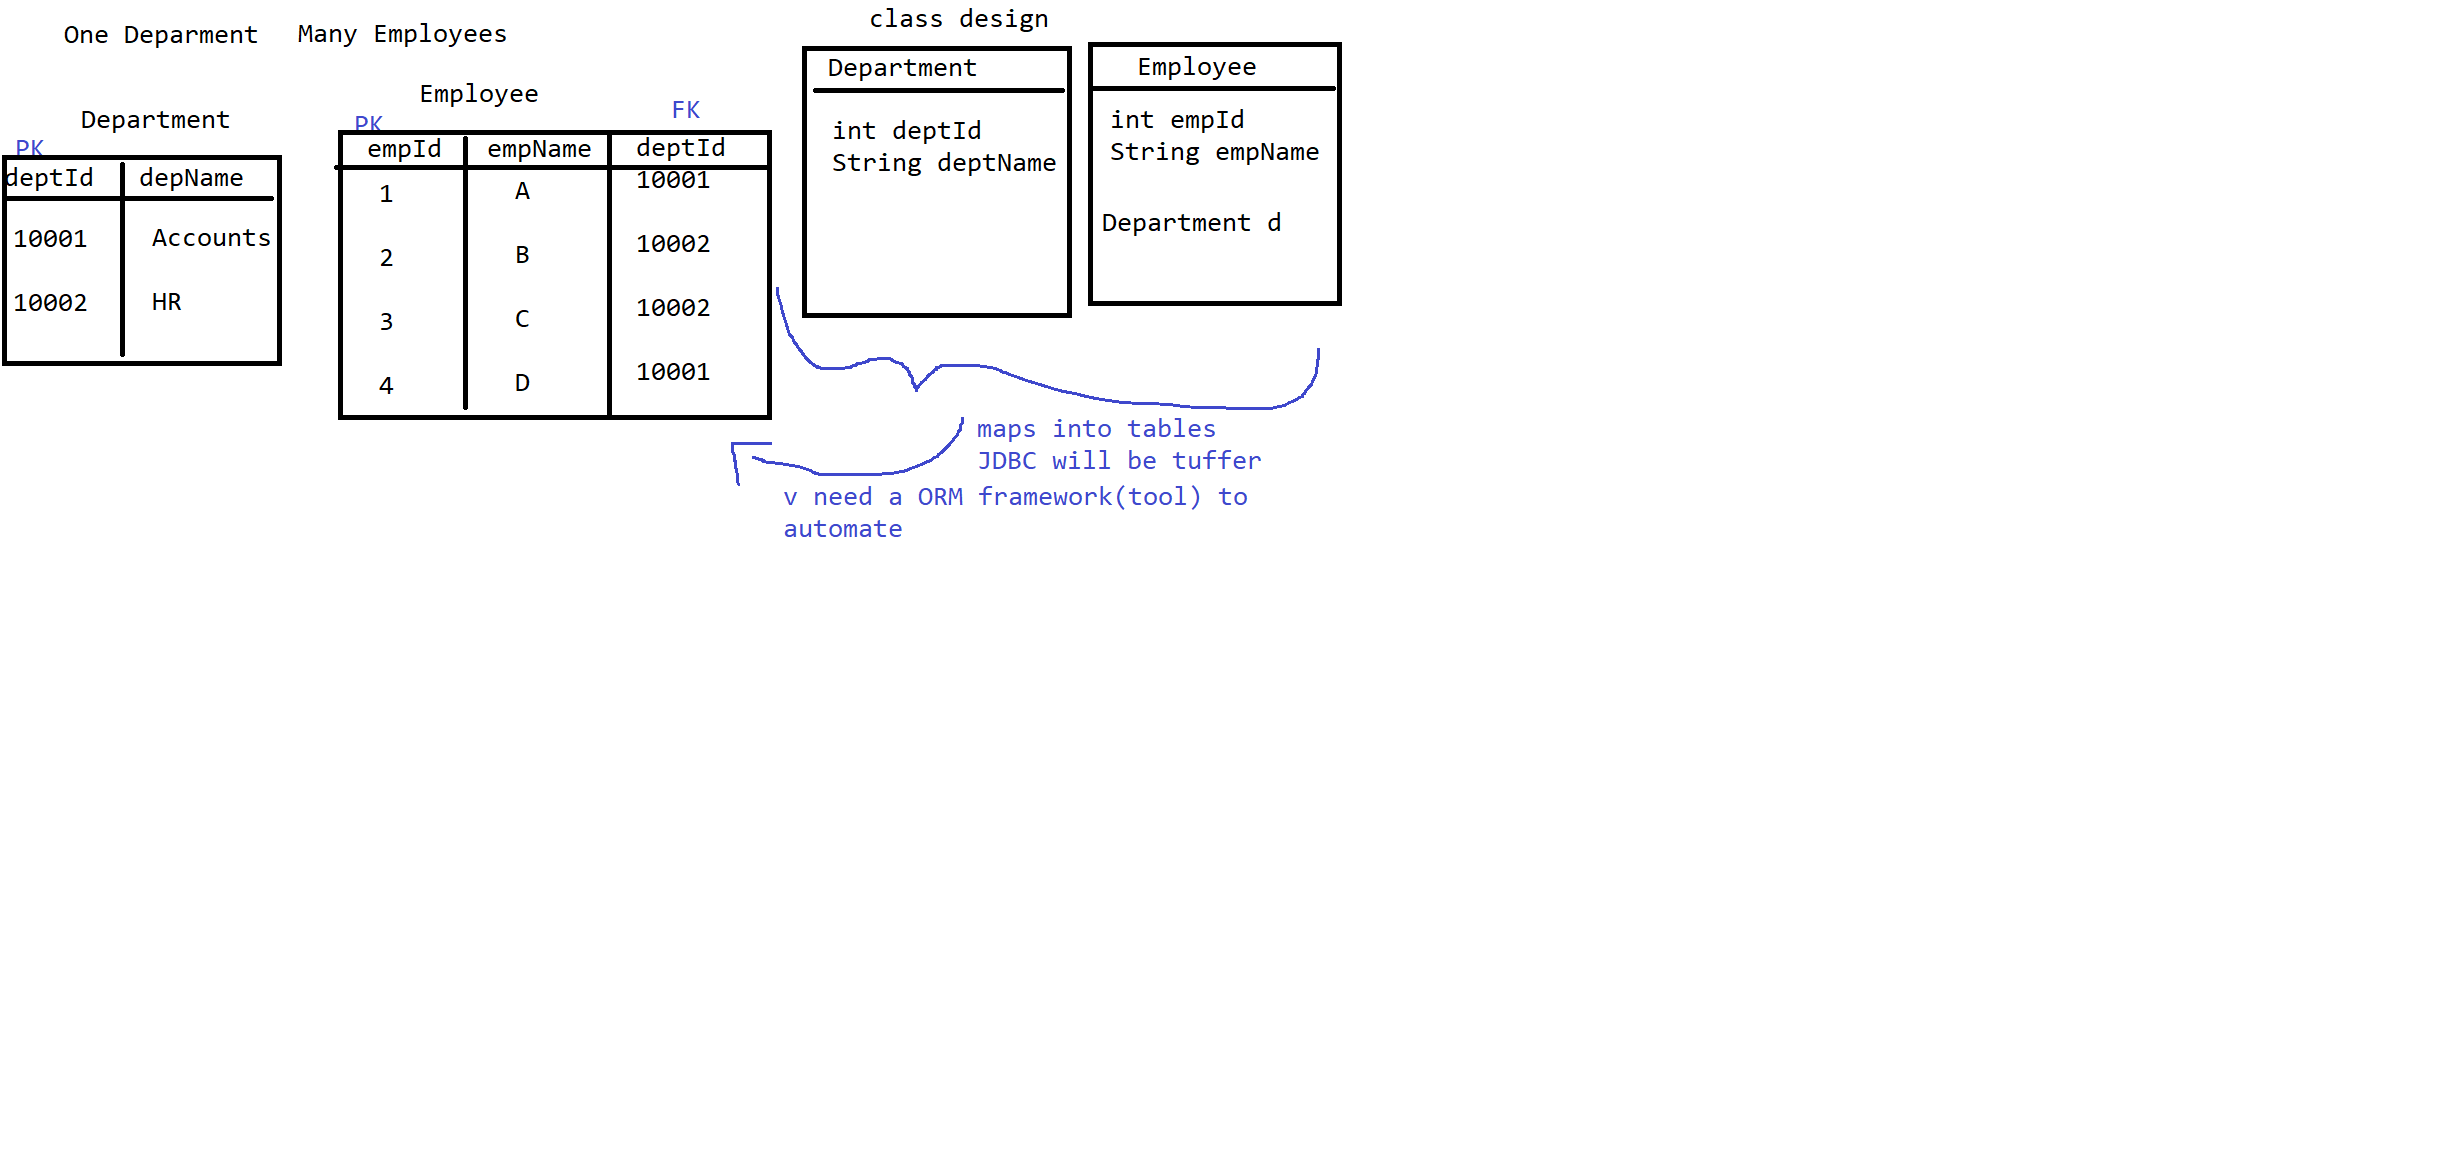 One Deparment Many Employees
Department
PK
deptId depName
10001 Accounts
10002 HR
Employee
PK FK
empId empName deptId
1 A 10001
2 B 10002
3 C 10002
4 D 10001
class design
Department
int deptId
String deptName
Employee
int empId
String empName
Department d
maps into tables
JDBC will be tuffer
v need a ORM framework(tool) to
automate